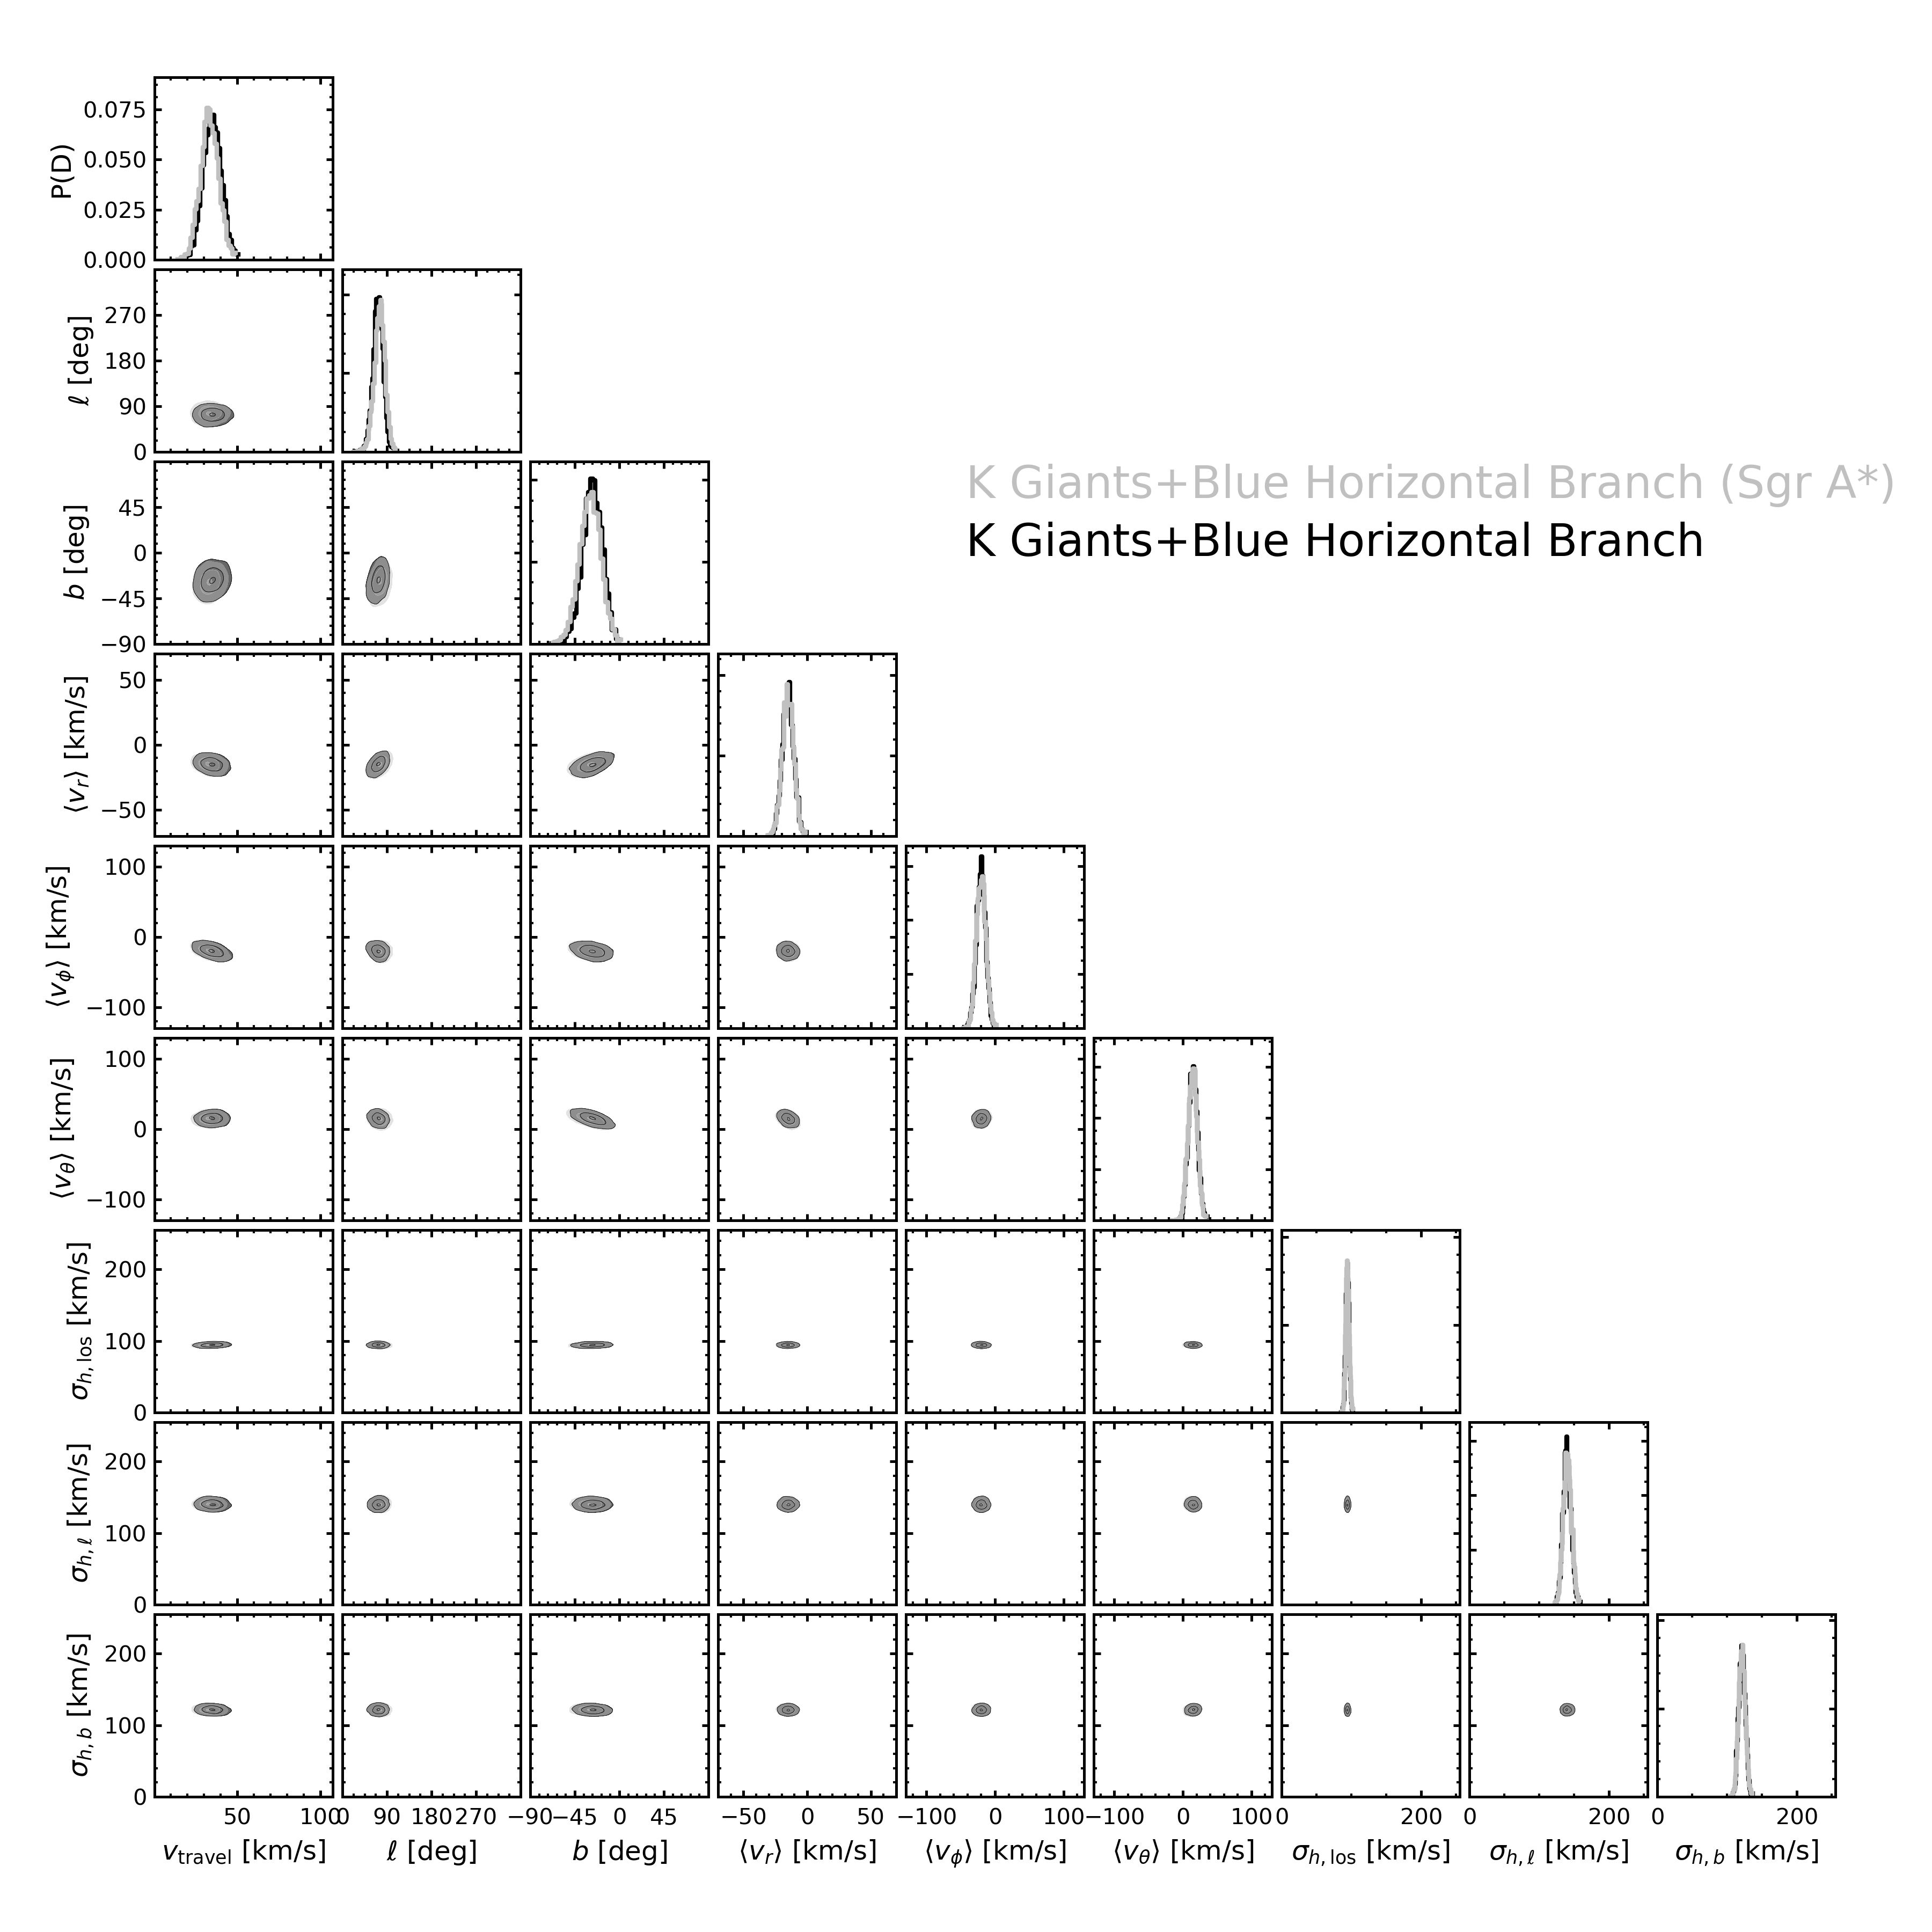 0.075
0.050
0.025
0.000
P(D)
270
180
90
0
ℓ [deg]
K Giants+Blue Horizontal Branch (Sgr A*)
K Giants+Blue Horizontal Branch
45
0
−45
−90
b [deg]
50
0
−50
⟨v_r⟩ [km/s]
100
0
−100
⟨v_ϕ⟩ [km/s]
100
0
−100
⟨v_θ⟩ [km/s]
200
100
0
σ_h,los [km/s]
200
100
0
σ_h,ℓ [km/s]
200
100
0
σ_h,b [km/s]
50 100 0 90 180 270 −90 −45 0 45 −50 0 50 −100 0 100 −100 0 100 0 200 0 200 0 200
v_travel [km/s] ℓ [deg] b [deg] ⟨v_r⟩ [km/s] ⟨v_ϕ⟩ [km/s] ⟨v_θ⟩ [km/s] σ_h,los [km/s] σ_h,ℓ [km/s] σ_h,b [km/s]